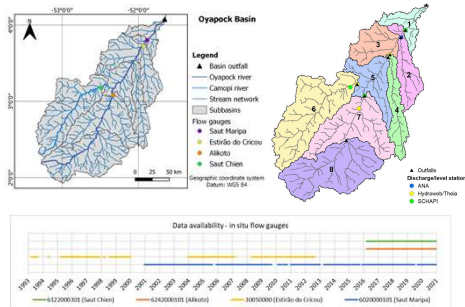 -53°0'0" -52°0'0"
Oyapock Basin
4°0'0"
3°0'0"
2°0'0"
Legend
Basin outfall
Oyapock river
Camopi river
Stream network
Subbasins
Flow gauges
Saut Maripa
Estirão do Cricou
Alikoto
Saut Chien
Geographic coordinate system
Datum: WGS 84
0 25 50 km
1
2
3
4
5
6
7
8
Outfalls
Discharge/level station
ANA
Hydroweb/Theia
SCHAPI
Data availability - in situ flow gauges
1993 1994 1995 1996 1997 1998 1999 2000 2001 2002 2003 2004 2005 2006 2007 2008 2009 2010 2011 2012 2013 2014 2015 2016 2017 2018 2019 2020 2021
6322000301 (Saut Chien) 6242000101 (Alikoto) 30050000 (Estirão do Cricou) 6020000101 (Saut Maripa)